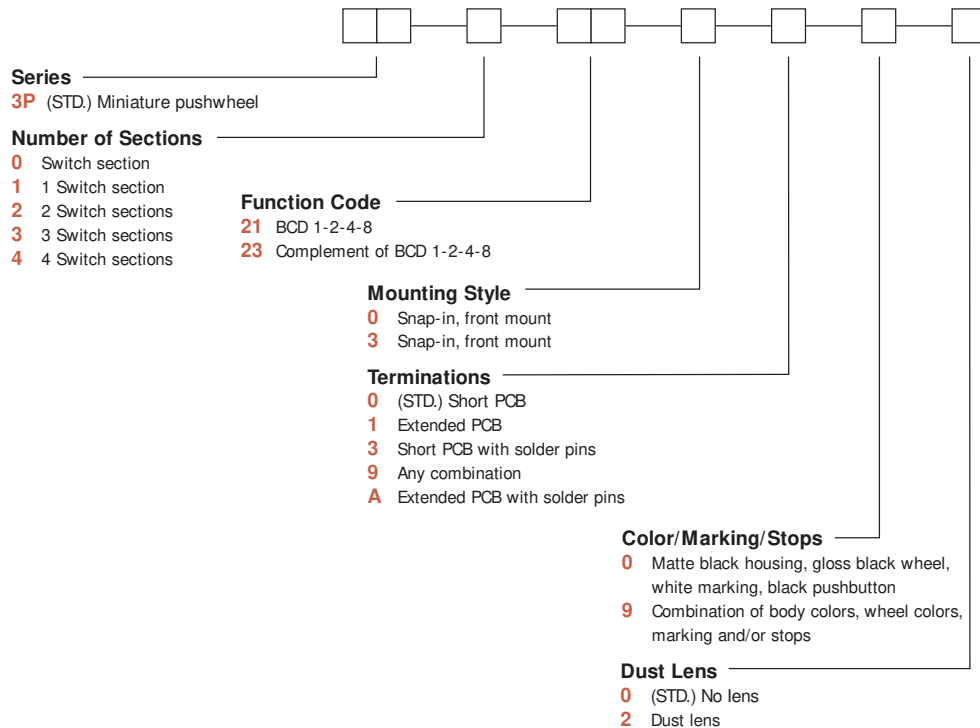 Series
3P (STD.) Miniature pushwheel
Number of Sections
0 Switch section
1 1 Switch section
2 2 Switch sections
3 3 Switch sections
4 4 Switch sections
Function Code
21 BCD 1-2-4-8
23 Complement of BCD 1-2-4-8
Mounting Style
0 Snap-in, front mount
3 Snap-in, front mount
Terminations
0 (STD.) Short PCB
1 Extended PCB
3 Short PCB with solder pins
9 Any combination
A Extended PCB with solder pins
Color/Marking/Stops
0 Matte black housing, gloss black wheel,
white marking, black pushbutton
9 Combination of body colors, wheel colors,
marking and/or stops
Dust Lens
0 (STD.) No lens
2 Dust lens